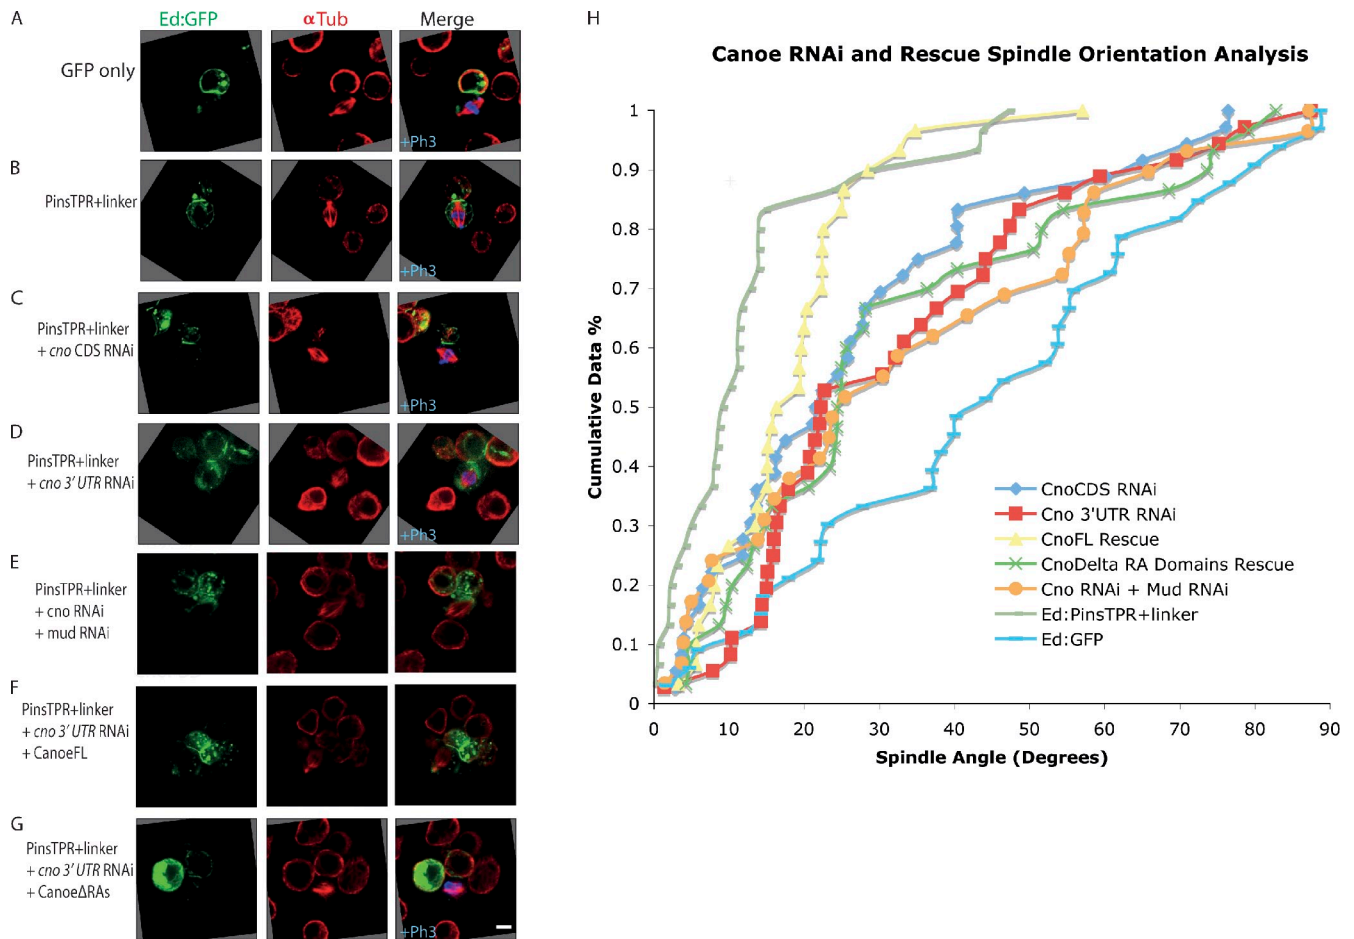 A
Ed:GFP
αTub
Merge
GFP only
+Ph3
B
PinsTPR+linker
+Ph3
C
PinsTPR+linker
+ cno CDS RNAi
+Ph3
D
PinsTPR+linker
+ cno 3' UTR RNAi
+Ph3
E
PinsTPR+linker
+ cno RNAi
+ mud RNAi
F
PinsTPR+linker
+ cno 3' UTR RNAi
+ CanoeFL
G
PinsTPR+linker
+ cno 3' UTR RNAi
+ CanoeΔRAs
+Ph3
H
Canoe RNAi and Rescue Spindle Orientation Analysis
Cumulative Data %
1
0.9
0.8
0.7
0.6
0.5
0.4
0.3
0.2
0.1
0
CnoCDS RNAi
Cno 3'UTR RNAi
CnoFL Rescue
CnoDelta RA Domains Rescue
Cno RNAi + Mud RNAi
Ed:PinsTPR+linker
Ed:GFP
0 10 20 30 40 50 60 70 80 90
Spindle Angle (Degrees)